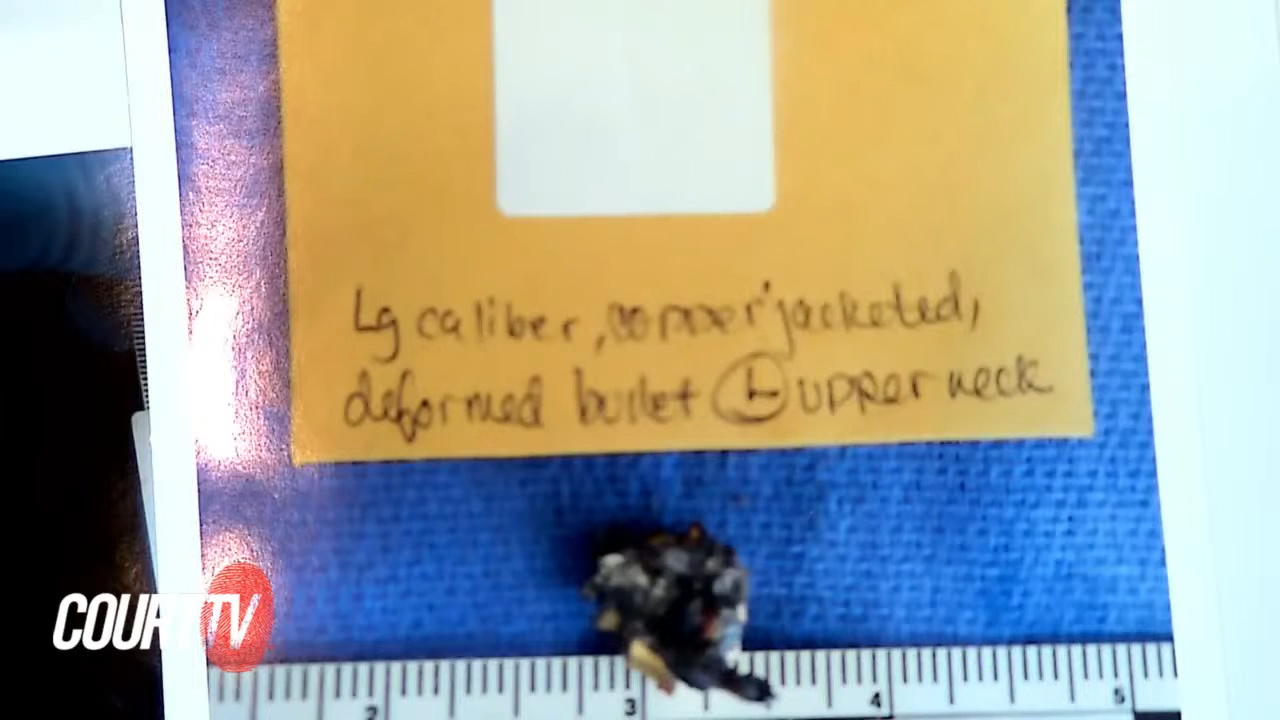 Lg caliber, copper jacketed,
deformed bullet Ⓛ upper neck
COURT TV
2 3 4 5